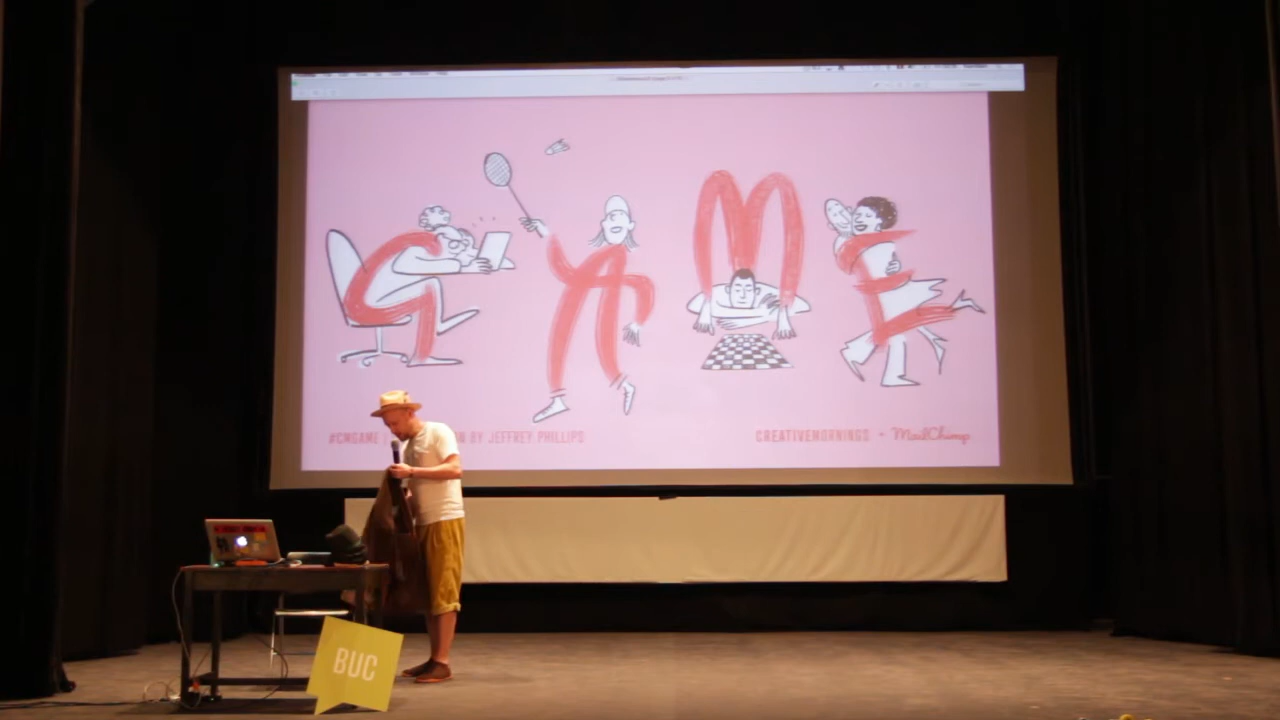 GAME
#CMGAME | N BY JEFFREY PHILLIPS
CREATIVEMORNINGS + MailChimp
BUC